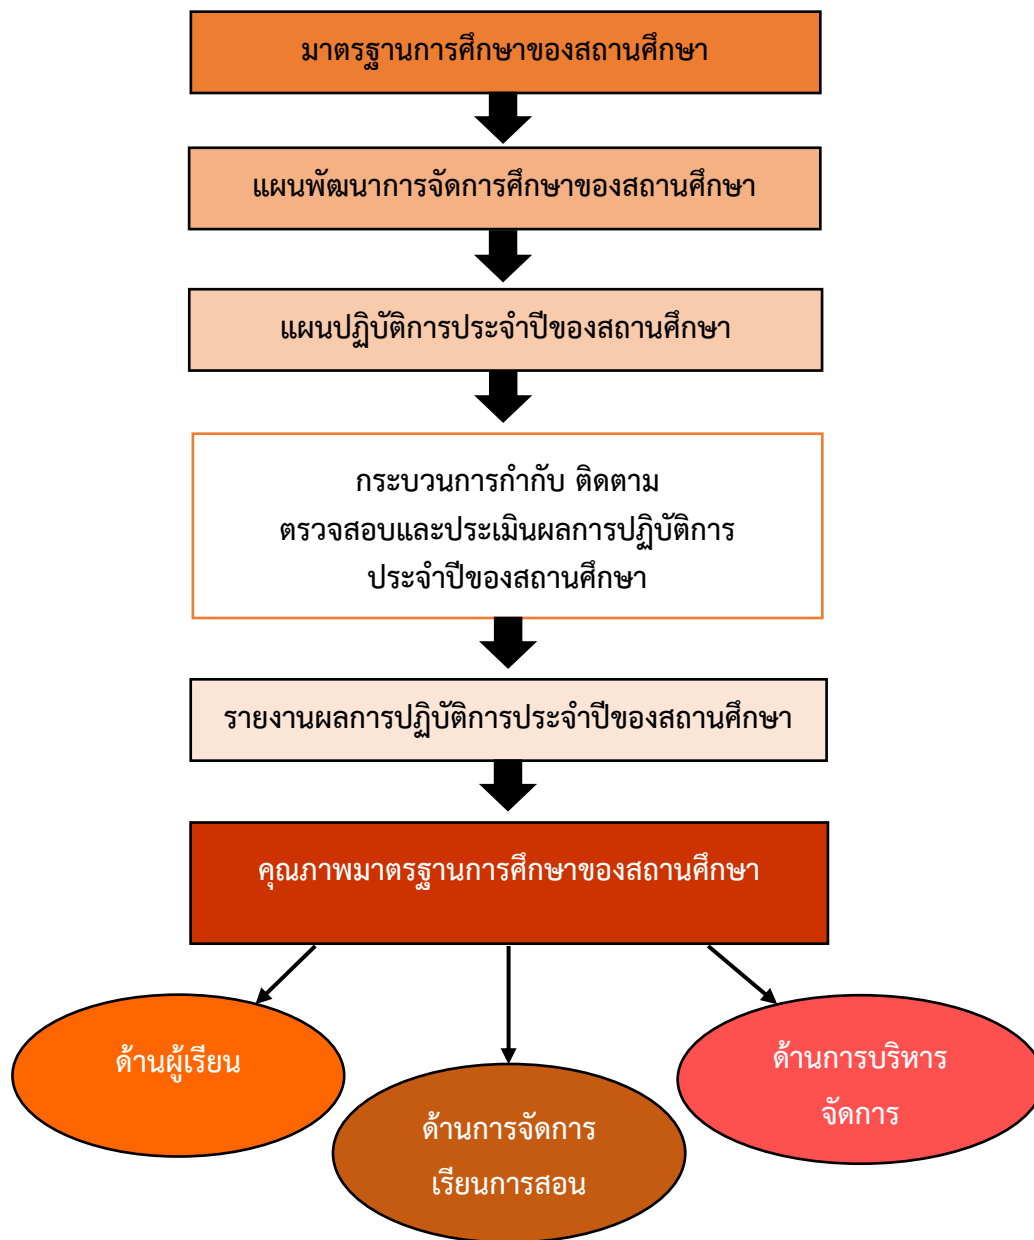 มาตรฐานการศึกษาของสถานศึกษา
แผนพัฒนาการจัดการศึกษาของสถานศึกษา
แผนปฏิบัติการประจำปีของสถานศึกษา
กระบวนการกำกับ ติดตาม
ตรวจสอบและประเมินผลการปฏิบัติการ
ประจำปีของสถานศึกษา
รายงานผลการปฏิบัติการประจำปีของสถานศึกษา
คุณภาพมาตรฐานการศึกษาของสถานศึกษา
ด้านผู้เรียน
ด้านการจัดการ
เรียนการสอน
ด้านการบริหาร
จัดการ